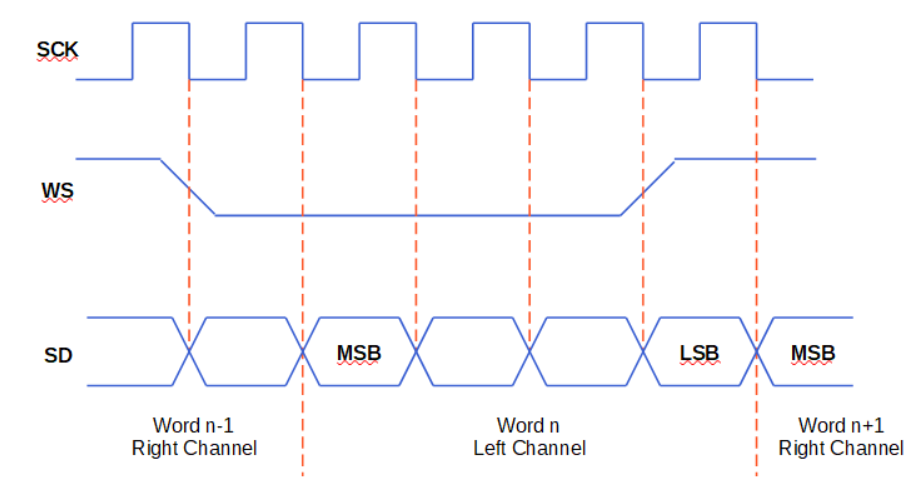 SCK
WS
SD
MSB
LSB
MSB
Word n-1
Right Channel
Word n
Left Channel
Word n+1
Right Channel